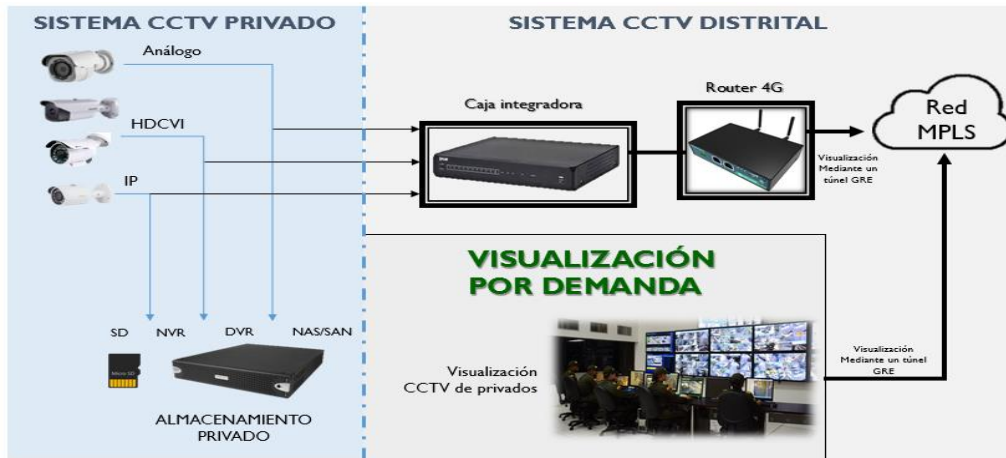 SISTEMA CCTV PRIVADO
SISTEMA CCTV DISTRITAL
Análogo
HDCVI
IP
Caja integradora
Router 4G
Red
MPLS
Visualización
Mediante un
túnel GRE
VISUALIZACIÓN
POR DEMANDA
SD
NVR
DVR
NAS/SAN
Micro SD
ALMACENAMIENTO
PRIVADO
Visualización
CCTV de privados
Visualización
Mediante un túnel
GRE